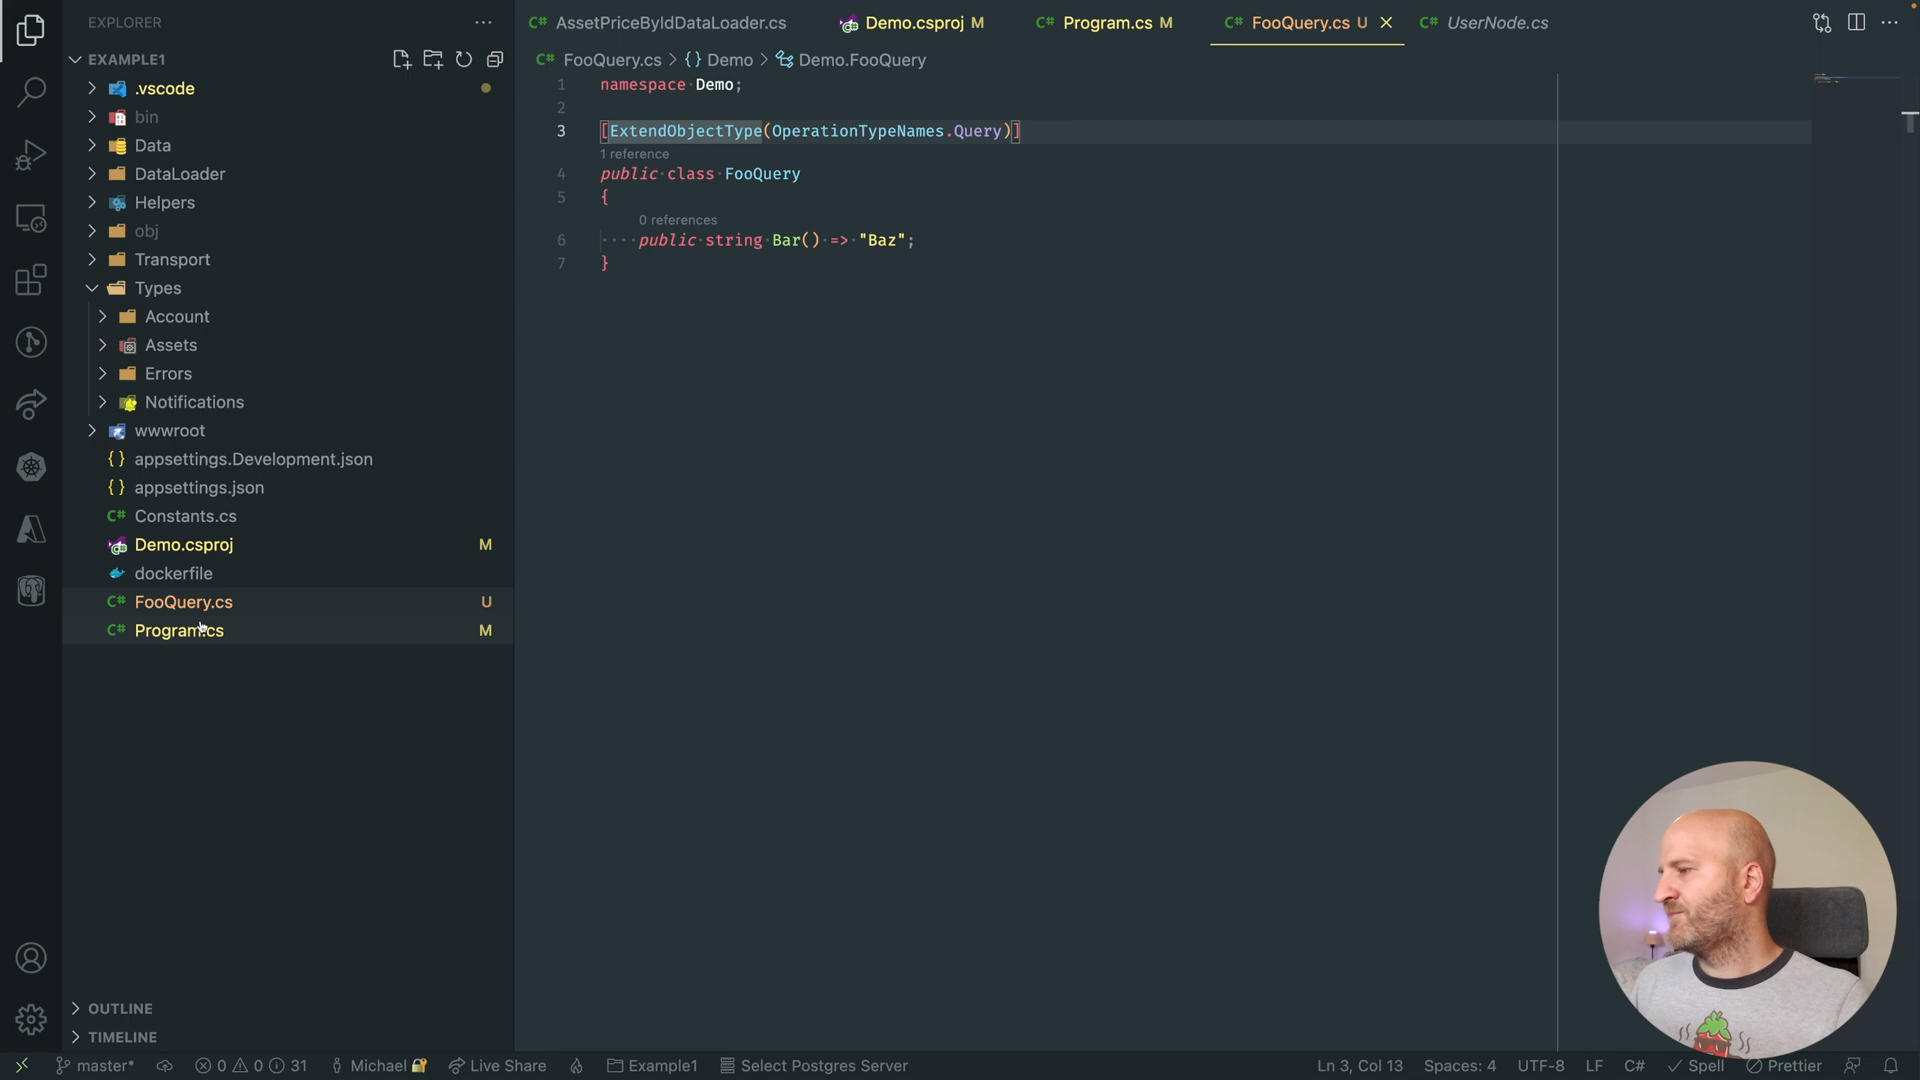 EXPLORER
EXAMPLE1
.vscode
bin
Data
DataLoader
Helpers
obj
Transport
Types
Account
Assets
Errors
Notifications
wwwroot
{} appsettings.Development.json
{} appsettings.json
C# Constants.cs
Demo.csproj M
dockerfile
C# FooQuery.cs U
C# Program.cs M
OUTLINE
TIMELINE
C# AssetPriceByIdDataLoader.cs
Demo.csproj M
C# Program.cs M
C# FooQuery.cs U
C# UserNode.cs
C# FooQuery.cs > {} Demo > Demo.FooQuery
1 namespace Demo;
2
3 [ExtendObjectType(OperationTypeNames.Query)]
1 reference
4 public class FooQuery
5 {
0 references
6 public string Bar() => "Baz";
7 }
master* 0 0 31 Michael Live Share Example1 Select Postgres Server Ln 3, Col 13 Spaces: 4 UTF-8 LF C# Spell Prettier